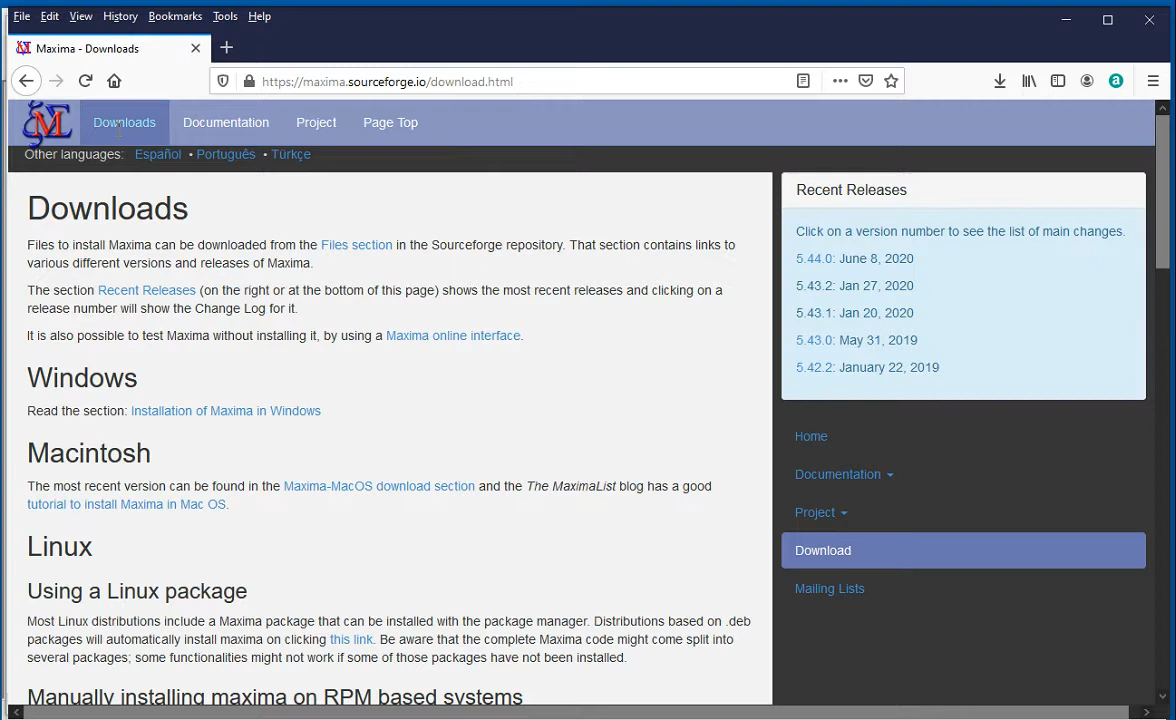 File Edit View History Bookmarks Tools Help
Maxima - Downloads
https://maxima.sourceforge.io/download.html
Downloads Documentation Project Page Top
Other languages: Español • Português • Türkçe
Downloads
Files to install Maxima can be downloaded from the Files section in the Sourceforge repository. That section contains links to
various different versions and releases of Maxima.
The section Recent Releases (on the right or at the bottom of this page) shows the most recent releases and clicking on a
release number will show the Change Log for it.
It is also possible to test Maxima without installing it, by using a Maxima online interface.
Windows
Read the section: Installation of Maxima in Windows
Macintosh
The most recent version can be found in the Maxima-MacOS download section and the The MaximaList blog has a good
tutorial to install Maxima in Mac OS.
Linux
Using a Linux package
Most Linux distributions include a Maxima package that can be installed with the package manager. Distributions based on .deb
packages will automatically install maxima on clicking this link. Be aware that the complete Maxima code might come split into
several packages; some functionalities might not work if some of those packages have not been installed.
Manually installing maxima on RPM based systems
Recent Releases
Click on a version number to see the list of main changes.
5.44.0: June 8, 2020
5.43.2: Jan 27, 2020
5.43.1: Jan 20, 2020
5.43.0: May 31, 2019
5.42.2: January 22, 2019
Home
Documentation
Project
Download
Mailing Lists